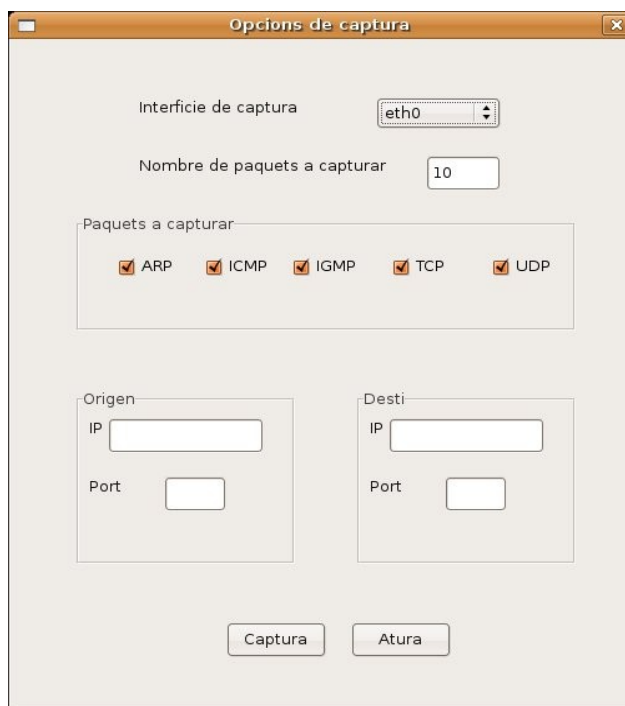 Opcions de captura
Interficie de captura
eth0
Nombre de paquets a capturar
10
Paquets a capturar
ARP ICMP IGMP TCP UDP
Origen
IP
Port
Desti
IP
Port
Captura Atura